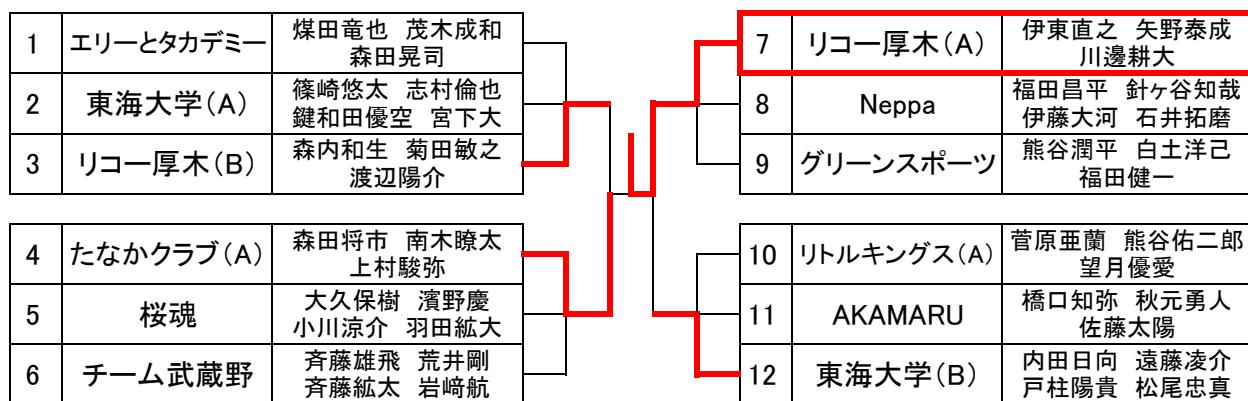 1 エリーとタカデミー 煤田竜也 茂木成和
森田晃司
2 東海大学(A) 篠崎悠太 志村倫也
鍵和田優空 宮下大
3 リコー厚木(B) 森内和生 菊田敏之
渡辺陽介
4 たなかクラブ(A) 森田将市 南木瞭太
上村駿弥
5 桜魂 大久保樹 濱野慶
小川涼介 羽田紘大
6 チーム武蔵野 斉藤雄飛 荒井剛
斉藤紘太 岩﨑航
7 リコー厚木(A) 伊東直之 矢野泰成
川邊耕大
8 Neppa 福田昌平 針ヶ谷知哉
伊藤大河 石井拓磨
9 グリーンスポーツ 熊谷潤平 白土洋己
福田健一
10 リトルキングス(A) 菅原亜蘭 熊谷佑二郎
望月優愛
11 AKAMARU 橋口知弥 秋元勇人
佐藤太陽
12 東海大学(B) 内田日向 遠藤凌介
戸柱陽貴 松尾忠真